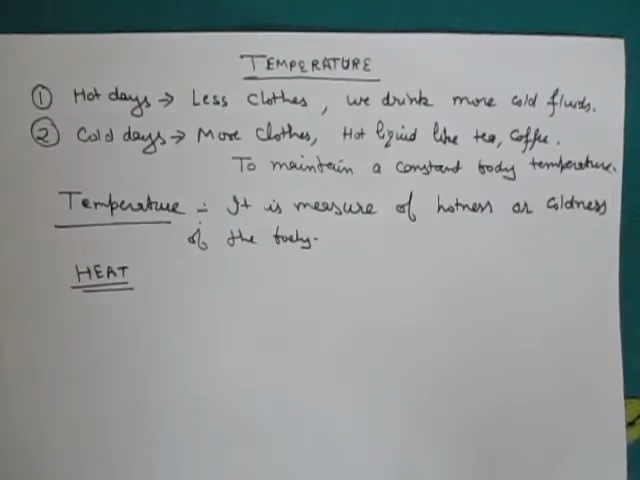 TEMPERATURE
① Hot days → Less clothes, we drink more cold fluids.
② Cold days → More clothes, Hot liquid like tea, coffee.
To maintain a constant body temperature.
Temperature :- It is measure of hotness or coldness
of the body.
HEAT